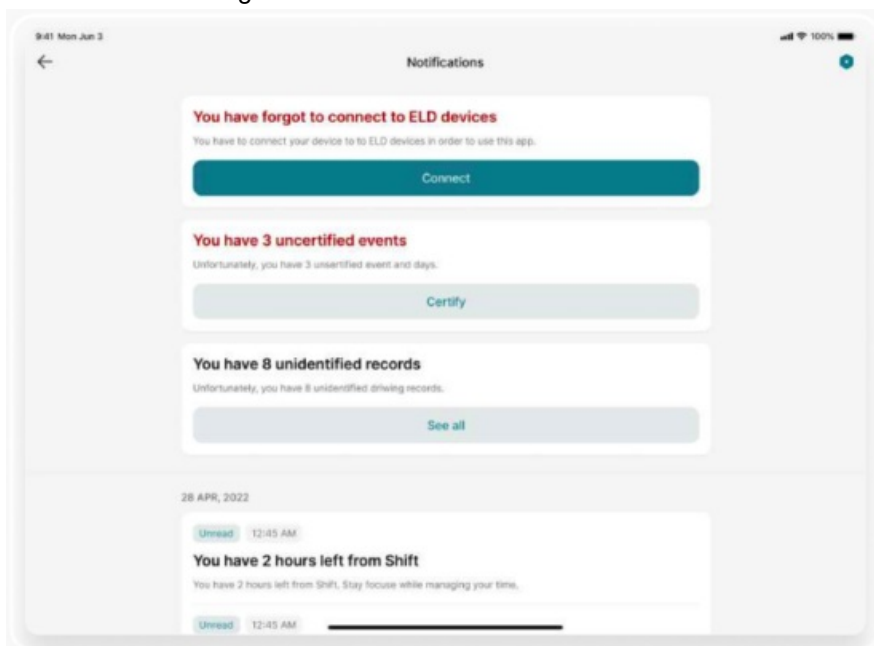 9:41 Mon Jun 3
100%
Notifications
You have forgot to connect to ELD devices
You have to connect your device to to ELD devices in order to use this app.
Connect
You have 3 uncertified events
Unfortunately, you have 3 unsertified event and days.
Certify
You have 8 unidentified records
Unfortunately, you have 8 unidentified driwing records.
See all
28 APR, 2022
Unread 12:45 AM
You have 2 hours left from Shift
You have 2 hours left from Shift. Stay focuse while managing your time.
Unread 12:45 AM